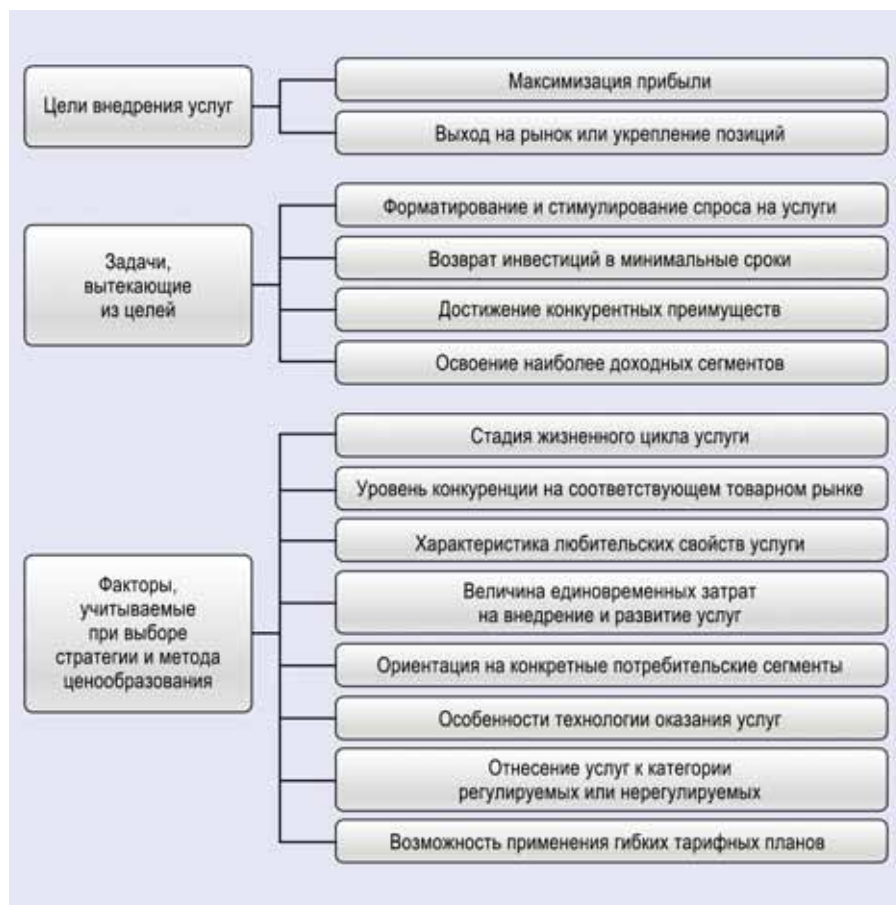 Цели внедрения услуг
Максимизация прибыли
Выход на рынок или укрепление позиций
Задачи,
вытекающие
из целей
Форматирование и стимулирование спроса на услуги
Возврат инвестиций в минимальные сроки
Достижение конкурентных преимуществ
Освоение наиболее доходных сегментов
Факторы,
учитываемые
при выборе
стратегии и метода
ценообразования
Стадия жизненного цикла услуги
Уровень конкуренции на соответствующем товарном рынке
Характеристика любительских свойств услуги
Величина единовременных затрат
на внедрение и развитие услуг
Ориентация на конкретные потребительские сегменты
Особенности технологии оказания услуг
Отнесение услуг к категории
регулируемых или нерегулируемых
Возможность применения гибких тарифных планов